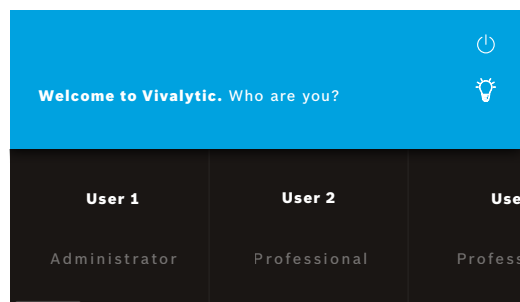 Welcome to Vivalytic. Who are you?
User 1 User 2
Administrator Professional